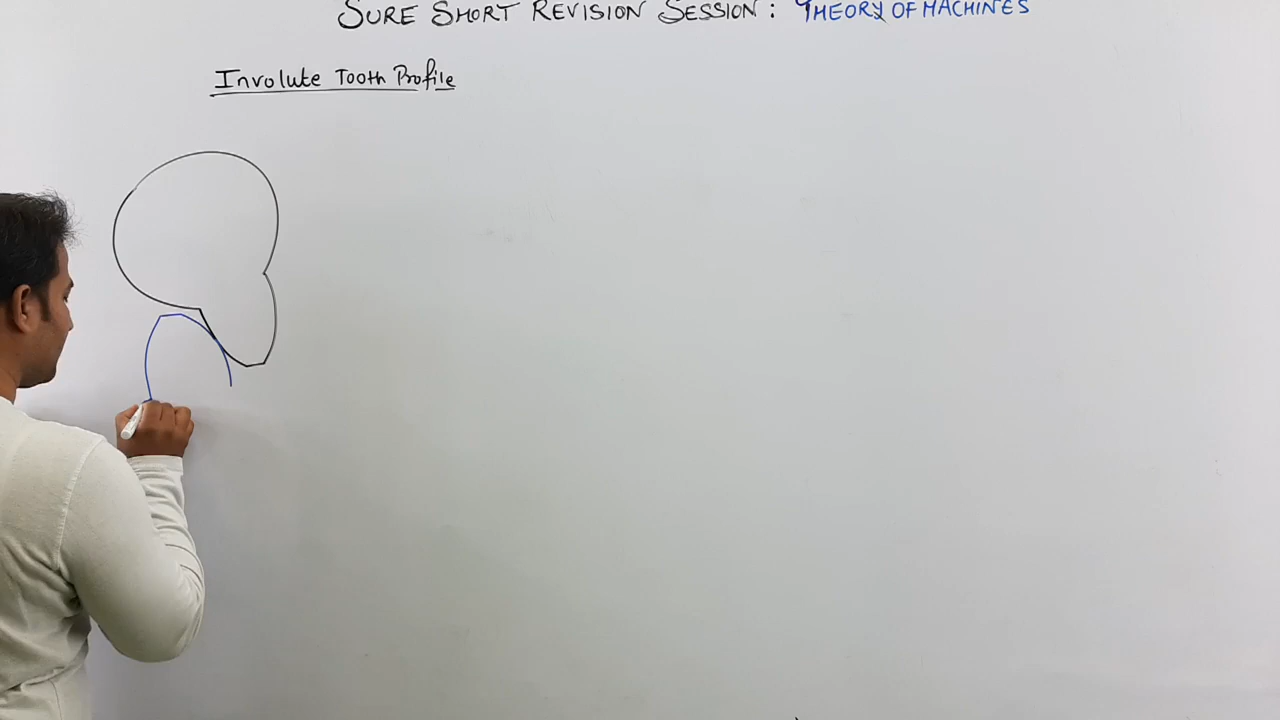 SURE SHORT REVISION SESSION : THEORY OF MACHINES
Involute Tooth Profile